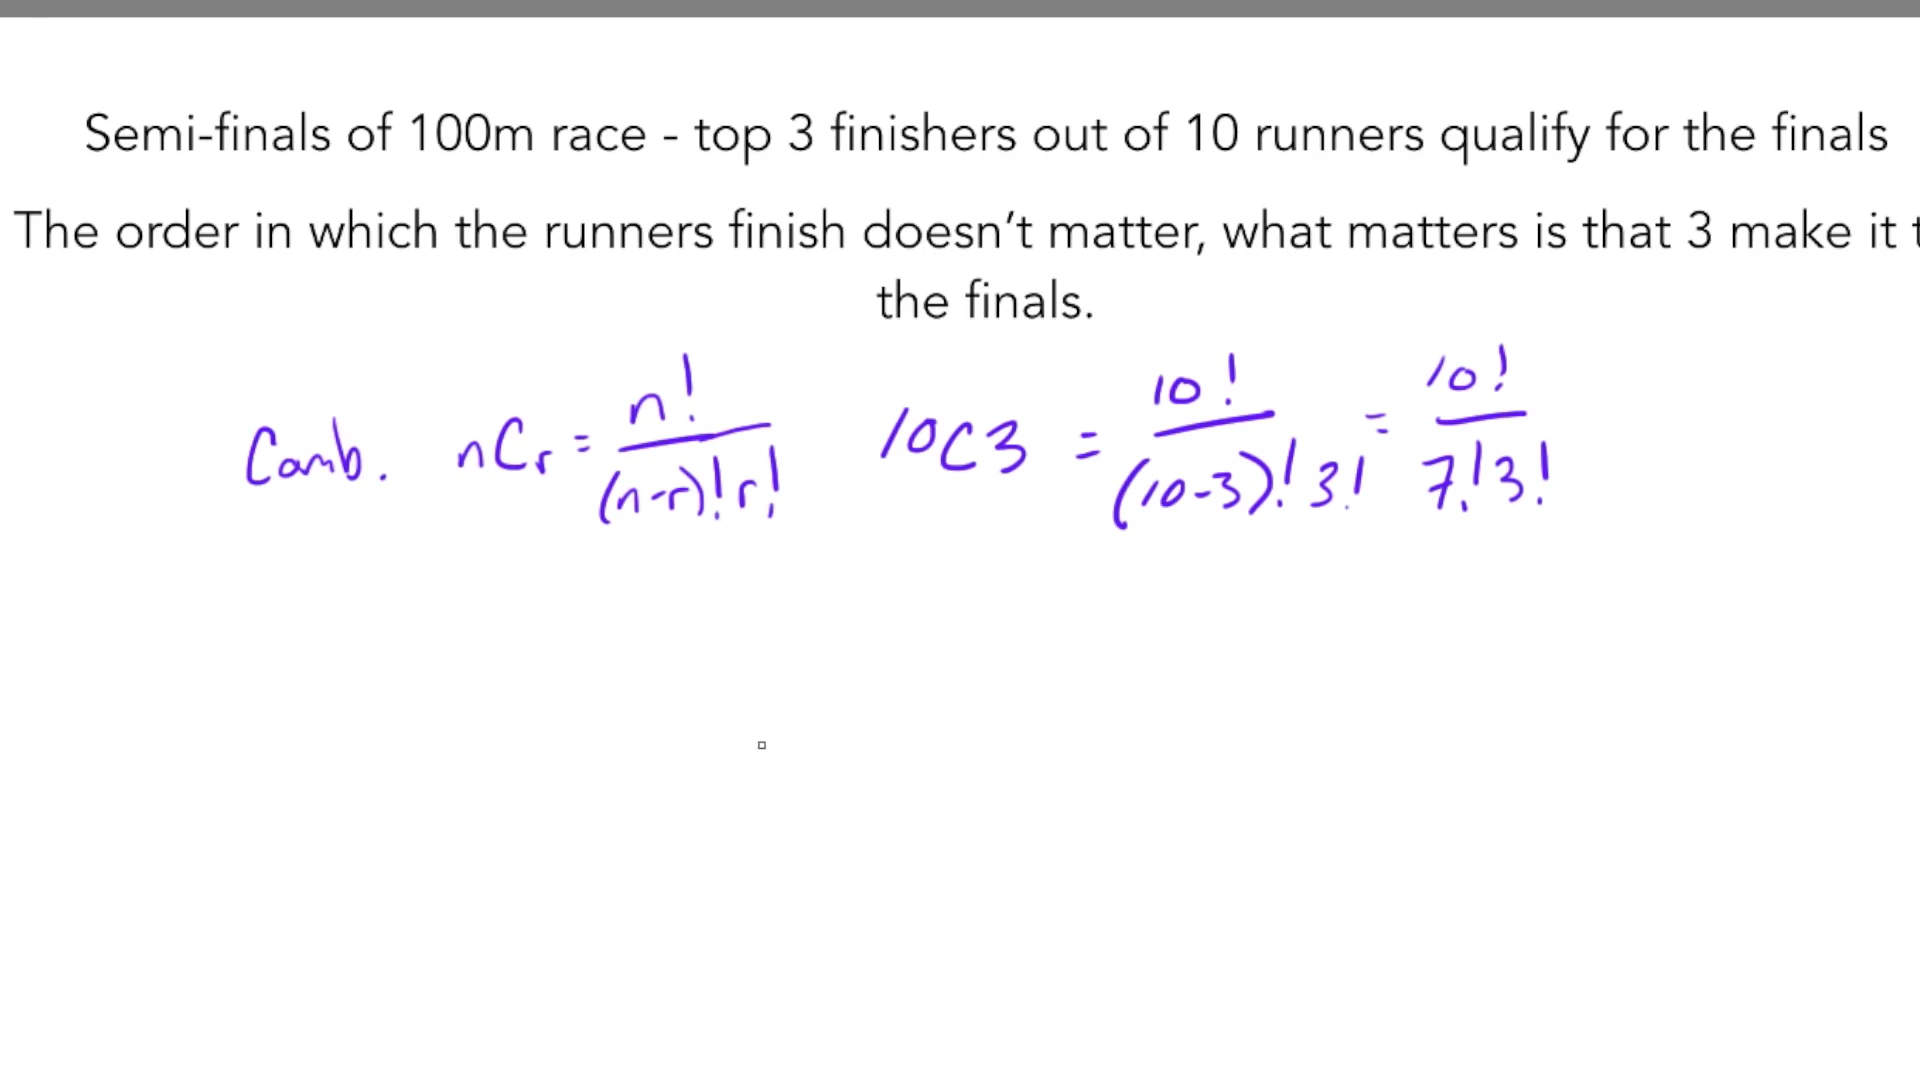 Semi-finals of 100m race - top 3 finishers out of 10 runners qualify for the finals
The order in which the runners finish doesn't matter, what matters is that 3 make it t
the finals.
Comb. nCr = n! / (n-r)! r! 10C3 = 10! / (10-3)! 3! = 10! / 7! 3!